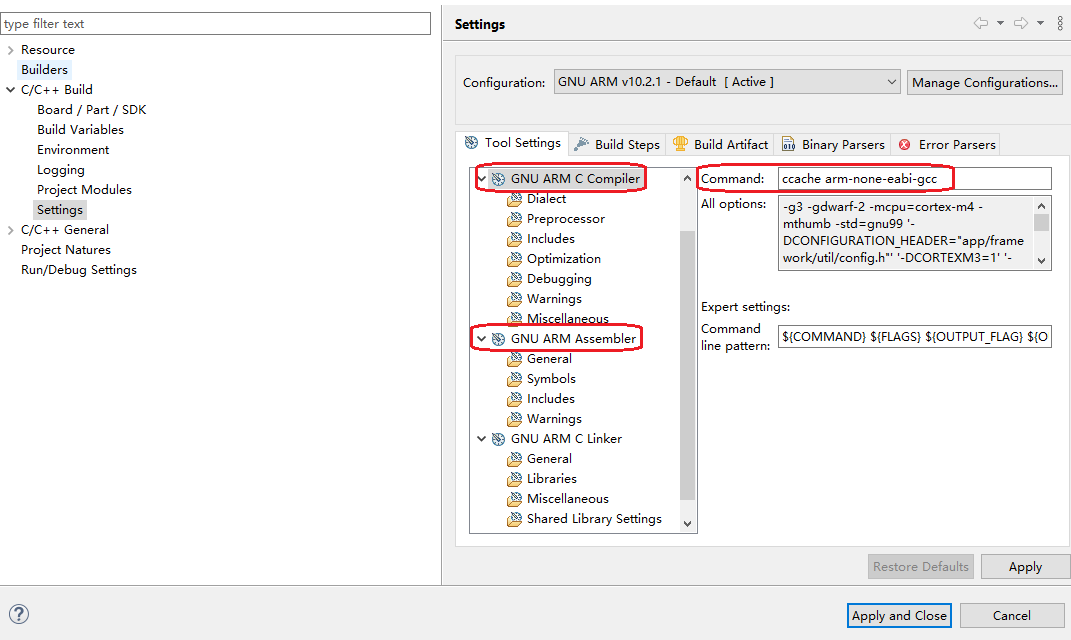 type filter text
Resource
Builders
C/C++ Build
Board / Part / SDK
Build Variables
Environment
Logging
Project Modules
Settings
C/C++ General
Project Natures
Run/Debug Settings
Settings
Configuration: GNU ARM v10.2.1 - Default [ Active ] Manage Configurations...
Tool Settings Build Steps Build Artifact Binary Parsers Error Parsers
GNU ARM C Compiler
Dialect
Preprocessor
Includes
Optimization
Debugging
Warnings
Miscellaneous
GNU ARM Assembler
General
Symbols
Includes
Warnings
GNU ARM C Linker
General
Libraries
Miscellaneous
Shared Library Settings
Command: ccache arm-none-eabi-gcc
All options: -g3 -gdwarf-2 -mcpu=cortex-m4 -
mthumb -std=gnu99 '-
DCONFIGURATION_HEADER="app/frame
work/util/config.h"' '-DCORTEXM3=1' '-
Expert settings:
Command
line pattern: ${COMMAND} ${FLAGS} ${OUTPUT_FLAG} ${O
Restore Defaults Apply
? Apply and Close Cancel